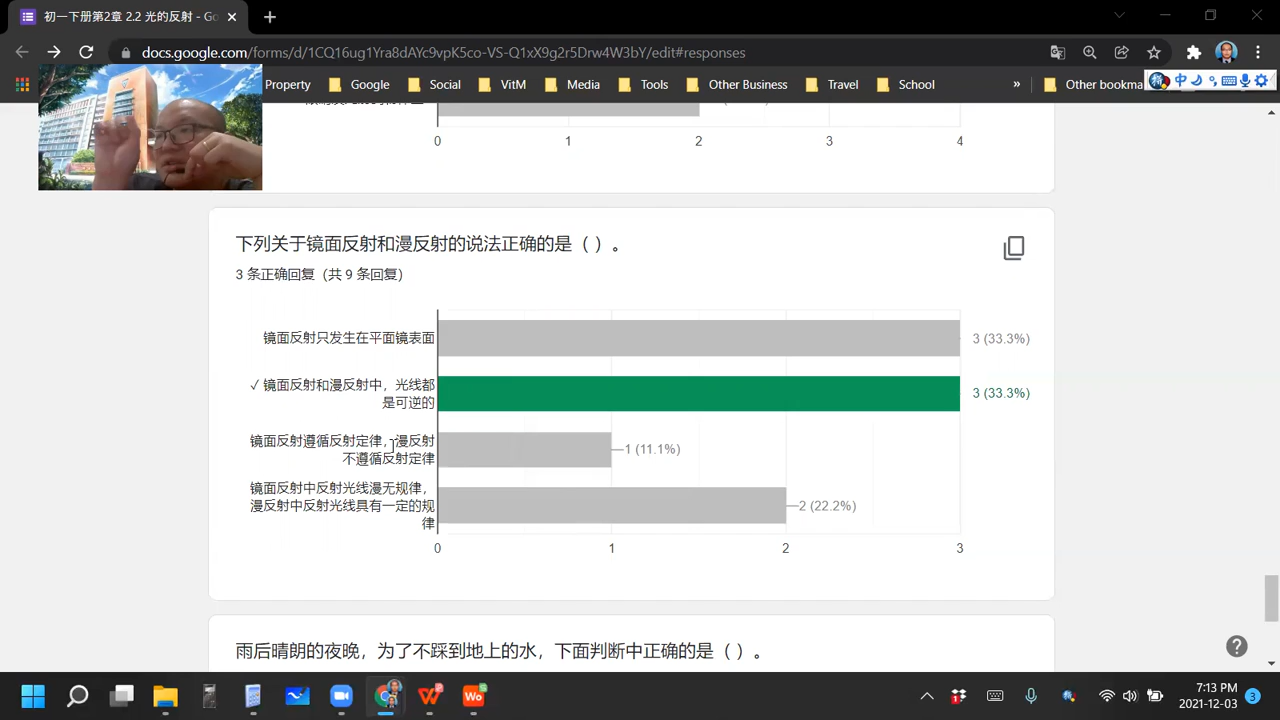 初一下册第2章 2.2 光的反射 - Go
docs.google.com/forms/d/1CQ16ug1Yra8dAYc9vpK5co-VS-Q1xX9g2r5Drw4W3bY/edit#responses
Property
Google
Social
VitM
Media
Tools
Other Business
Travel
School
»
Other bookma
中
0
1
2
3
4
下列关于镜面反射和漫反射的说法正确的是（ ）。
3 条正确回复（共 9 条回复）
镜面反射只发生在平面镜表面
3 (33.3%)
✓ 镜面反射和漫反射中，光线都
是可逆的
3 (33.3%)
镜面反射遵循反射定律，漫反射
不遵循反射定律
1 (11.1%)
镜面反射中反射光线漫无规律，
漫反射中反射光线具有一定的规
律
2 (22.2%)
0
1
2
3
雨后晴朗的夜晚，为了不踩到地上的水，下面判断中正确的是（ ）。
Wo
7:13 PM
2021-12-03
3